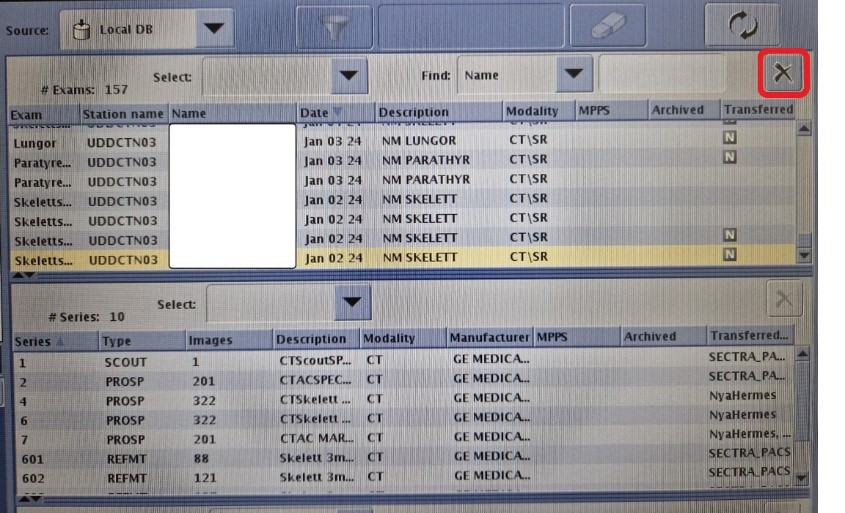 Source: Local DB
# Exams: 157 Select: Find: Name
Exam Station name Name Date Description Modality MPPS Archived Transferred
Lungor UDDCTN03 Jan 03 24 NM LUNGOR CT\SR N
Paratyre... UDDCTN03 Jan 03 24 NM PARATHYR CT\SR N
Paratyre... UDDCTN03 Jan 03 24 NM PARATHYR CT\SR
Skeletts... UDDCTN03 Jan 02 24 NM SKELETT CT\SR
Skeletts... UDDCTN03 Jan 02 24 NM SKELETT CT\SR
Skeletts... UDDCTN03 Jan 02 24 NM SKELETT CT\SR N
Skeletts... UDDCTN03 Jan 02 24 NM SKELETT CT\SR N
# Series: 10 Select:
Series Type Images Description Modality Manufacturer MPPS Archived Transferred...
1 SCOUT 1 CTScoutSP... CT GE MEDICA... SECTRA_PA...
2 PROSP 201 CTACSPEC... CT GE MEDICA... SECTRA_PA...
4 PROSP 322 CTSkelett ... CT GE MEDICA... NyaHermes
6 PROSP 322 CTSkelett ... CT GE MEDICA... NyaHermes
7 PROSP 201 CTAC MAR... CT GE MEDICA... NyaHermes, ...
601 REFMT 88 Skelett 3m... CT GE MEDICA... SECTRA_PACS
602 REFMT 121 Skelett 3m... CT GE MEDICA... SECTRA_PACS